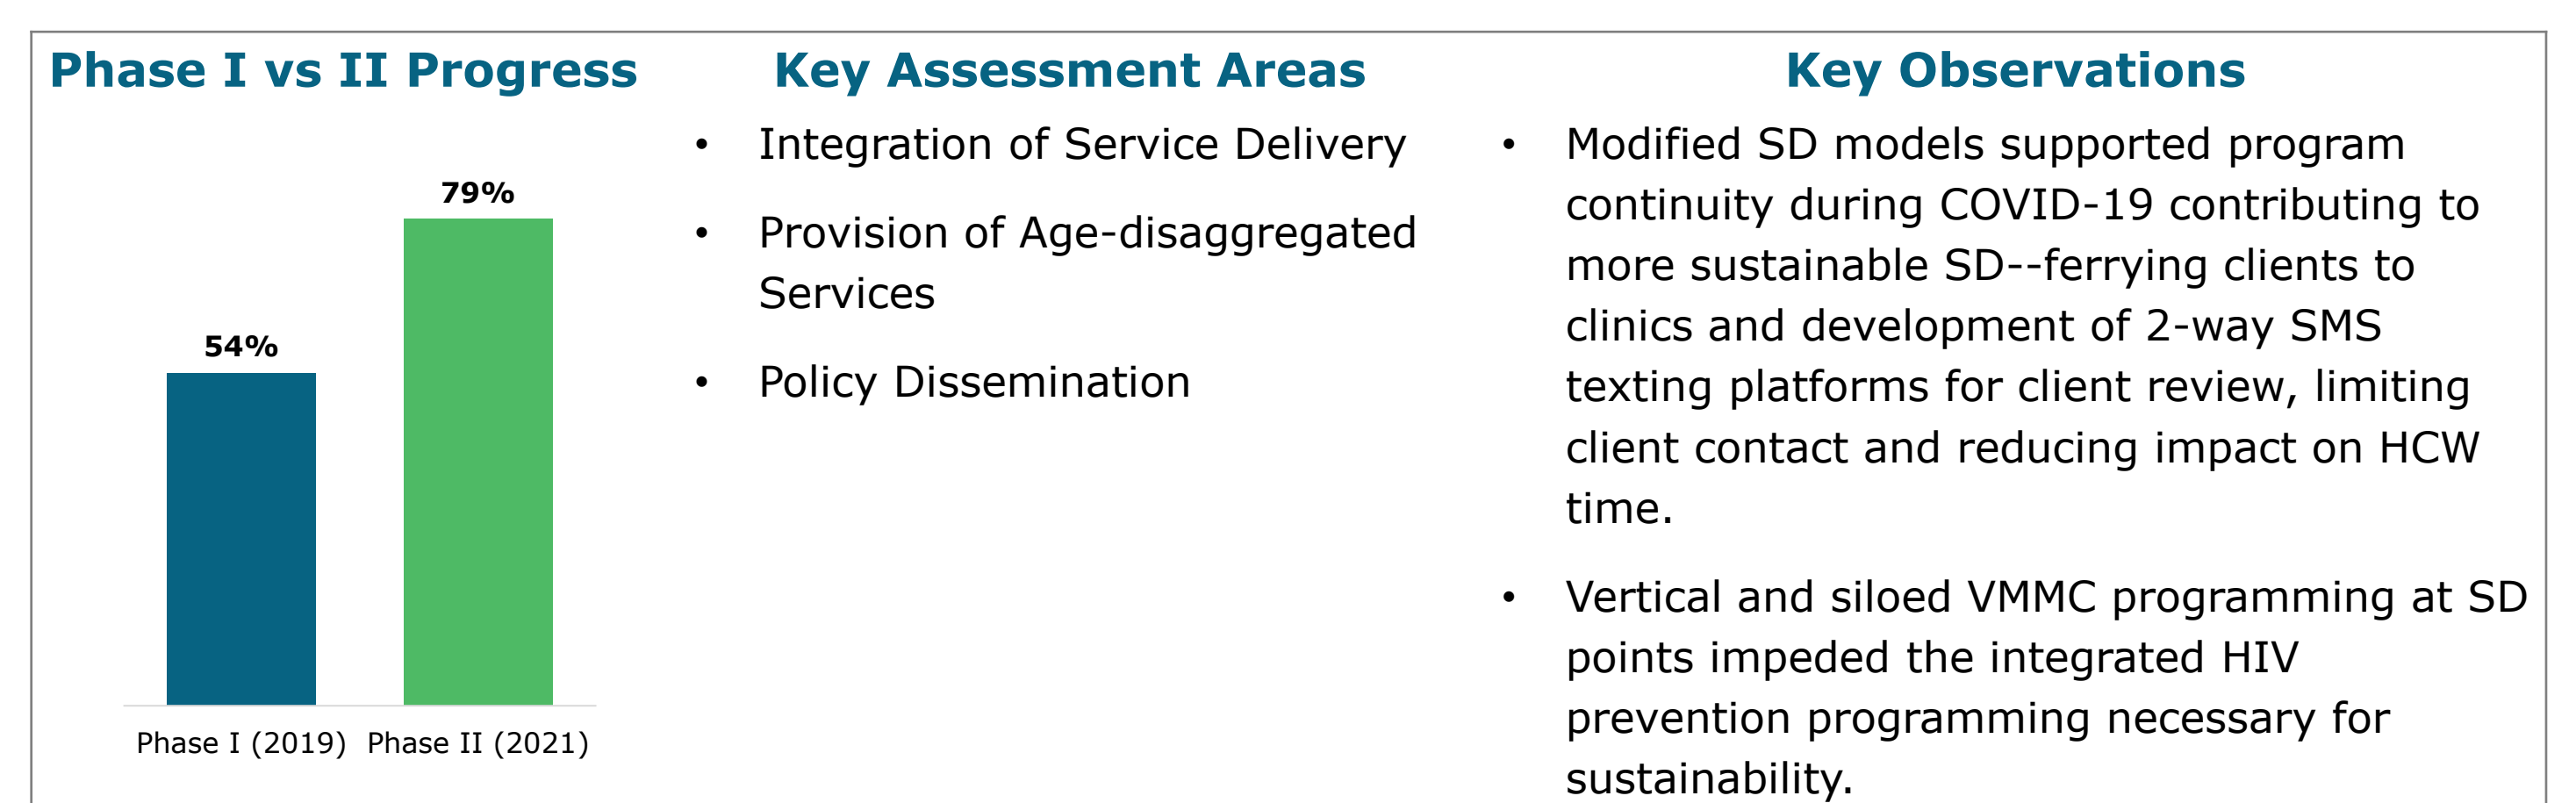 Phase I vs II Progress
79%
54%
Phase I (2019) Phase II (2021)
Key Assessment Areas
• Integration of Service Delivery
• Provision of Age-disaggregated
Services
• Policy Dissemination
Key Observations
• Modified SD models supported program
continuity during COVID-19 contributing to
more sustainable SD--ferrying clients to
clinics and development of 2-way SMS
texting platforms for client review, limiting
client contact and reducing impact on HCW
time.
• Vertical and siloed VMMC programming at SD
points impeded the integrated HIV
prevention programming necessary for
sustainability.